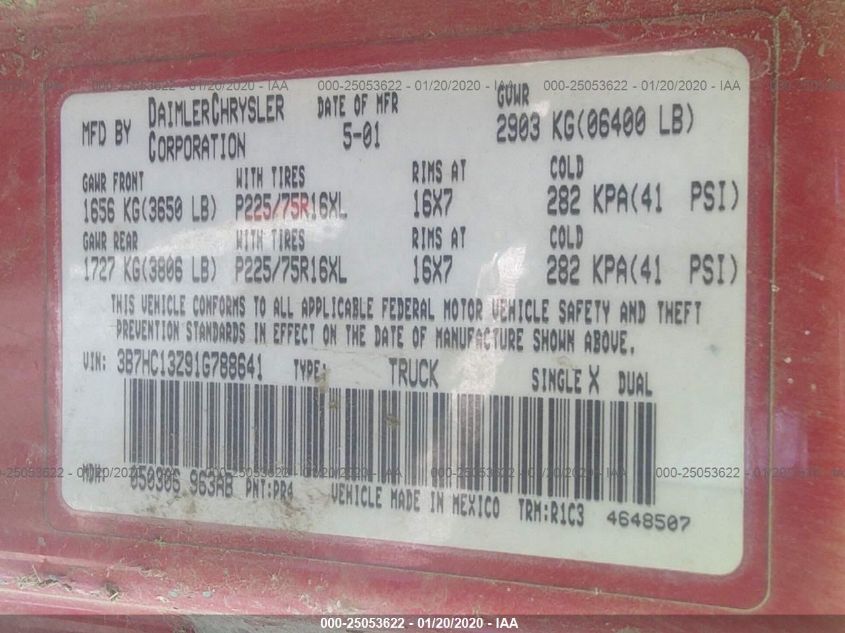 000-25053622 - 01/20/2020 - IAA
MFD BY DAIMLERCHRYSLER CORPORATION
DATE OF MFR 5-01
GVWR 2903 KG(06400 LB)
GAWR FRONT WITH TIRES RIMS AT COLD
1656 KG(3650 LB) P225/75R16XL 16X7 282 KPA(41 PSI)
GAWR REAR WITH TIRES RIMS AT COLD
1727 KG(3806 LB) P225/75R16XL 16X7 282 KPA(41 PSI)
THIS VEHICLE CONFORMS TO ALL APPLICABLE FEDERAL MOTOR VEHICLE SAFETY AND THEFT
PREVENTION STANDARDS IN EFFECT ON THE DATE OF MANUFACTURE SHOWN ABOVE.
VIN: 3B7HC13Z91G788641 TYPE: TRUCK SINGLE X DUAL
MDH: 050306 963AB PNT:PR4 VEHICLE MADE IN MEXICO TRM:R1C3 4648507
000-25053622 - 01/20/2020 - IAA